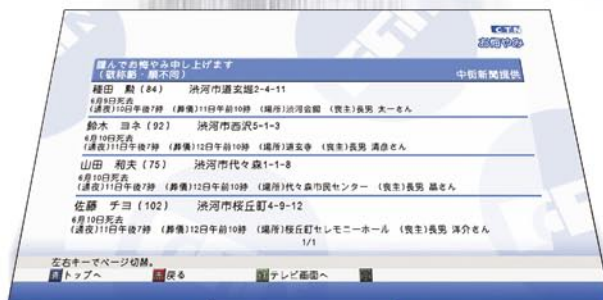 CTN
お悔やみ
謹んでお悔やみ申し上げます
(敬称略・順不同)
中街新聞提供
種田 勲(84) 渋河市道玄堀2-4-11
6月9日死去
(通夜)10日午後7時 (葬儀)11日午前10時 (場所)渋河会館 (喪主)長男 太一さん
鈴木 ヨネ(92) 渋河市西沢5-1-3
6月10日死去
(通夜)11日午後7時 (葬儀)12日午前10時 (場所)道玄寺 (喪主)長男 清彦さん
山田 和夫(75) 渋河市代々森1-1-8
6月10日死去
(通夜)11日午後7時 (葬儀)12日午前10時 (場所)代々森市民センター (喪主)長男 晶さん
佐藤 チヨ(102) 渋河市桜丘町4-9-12
6月10日死去
(通夜)11日午後7時 (葬儀)12日午前10時 (場所)桜丘町セレモニーホール (喪主)長男 洋介さん
1/1
左右キーでページ切替。
青 トップへ 赤 戻る 緑 テレビ画面へ